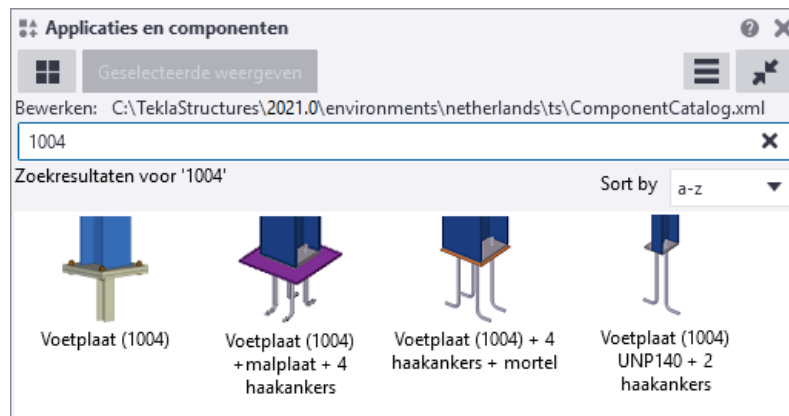 Applicaties en componenten
Geselecteerde weergeven
Bewerken: C:\TeklaStructures\2021.0\environments\netherlands\ts\ComponentCatalog.xml
1004
Zoekresultaten voor '1004'
Sort by a-z
Voetplaat (1004)
Voetplaat (1004)
+malplaat + 4
haakankers
Voetplaat (1004) + 4
haakankers + mortel
Voetplaat (1004)
UNP140 + 2
haakankers